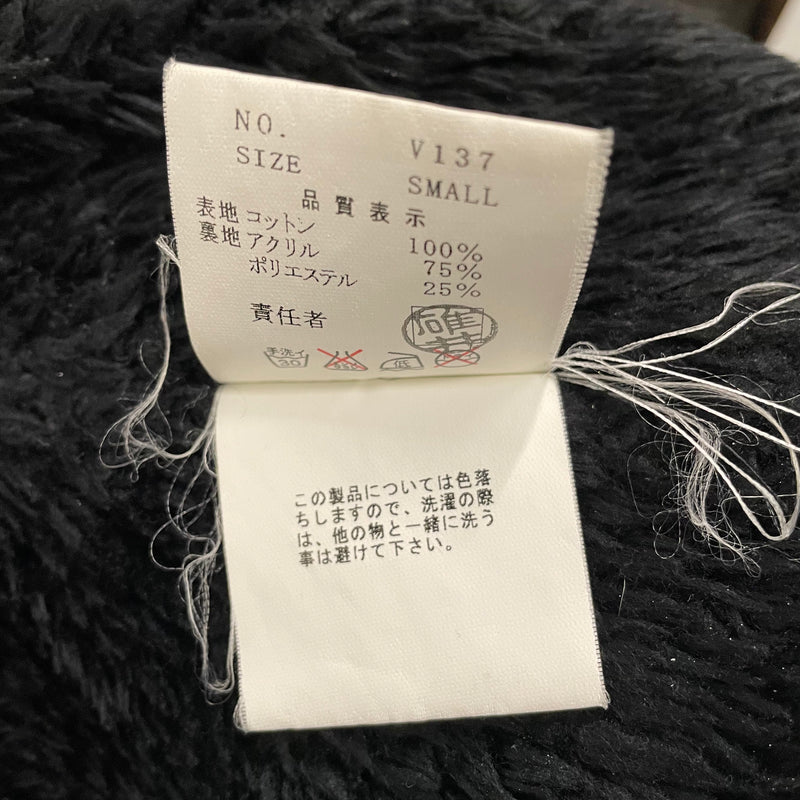 NO. V137
SIZE SMALL
品質表示
表地 コットン 100%
裏地 アクリル 75%
ポリエステル 25%
責任者
手洗イ 30 低
この製品については色落
ちしますので、洗濯の際
は、他の物と一緒に洗う
事は避けて下さい。